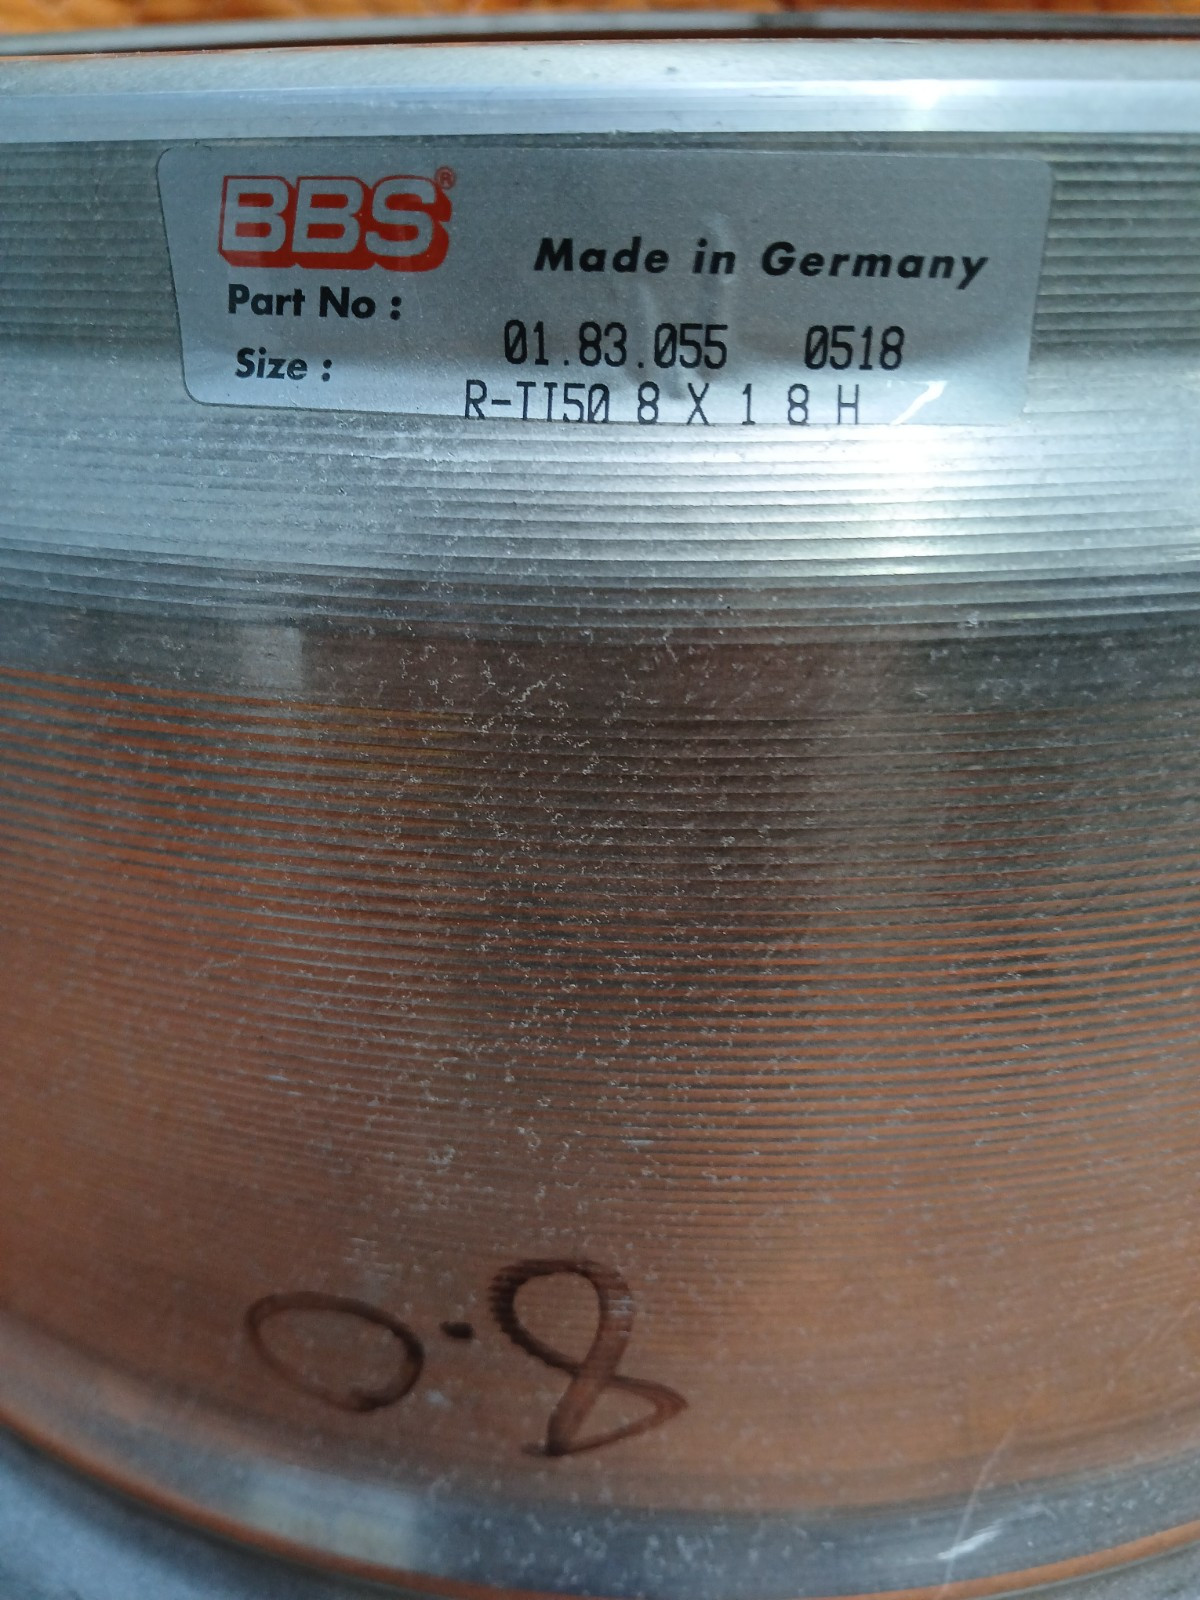 BBS®
Made in Germany
Part No :
01.83.055 0518
Size :
R-TI50 8 X 1 8 H
0.8